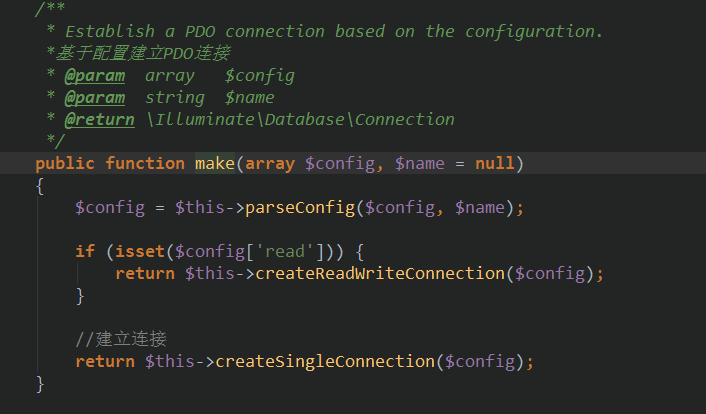 /**
 * Establish a PDO connection based on the configuration.
 *基于配置建立PDO连接
 * @param  array   $config
 * @param  string  $name
 * @return \Illuminate\Database\Connection
 */
public function make(array $config, $name = null)
{
    $config = $this->parseConfig($config, $name);

    if (isset($config['read'])) {
        return $this->createReadWriteConnection($config);
    }

    //建立连接
    return $this->createSingleConnection($config);
}